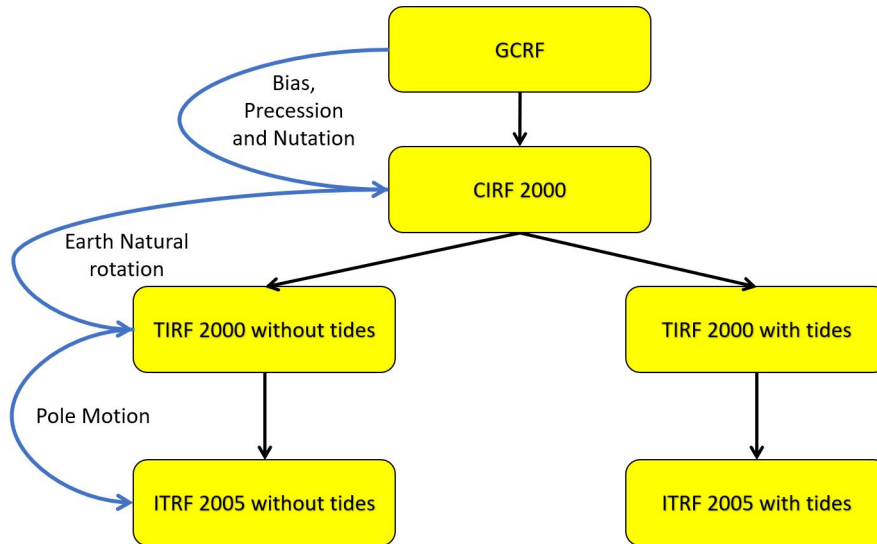 GCRF
Bias,
Precession
and Nutation
CIRF 2000
Earth Natural
rotation
TIRF 2000 without tides
TIRF 2000 with tides
Pole Motion
ITRF 2005 without tides
ITRF 2005 with tides